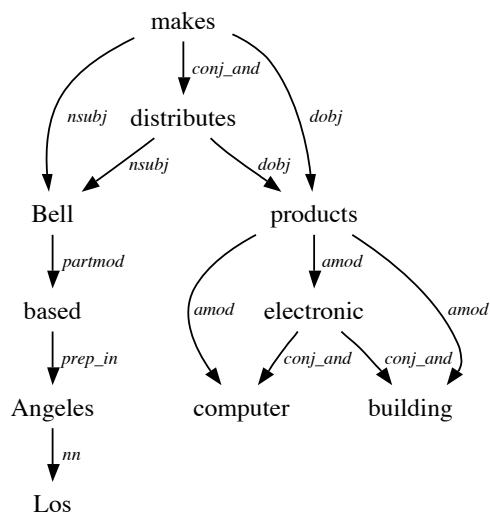 makes
conj_and
nsubj
distributes
dobj
nsubj
dobj
Bell
products
partmod
amod
based
amod
electronic
amod
prep_in
conj_and
conj_and
Angeles
computer
building
nn
Los